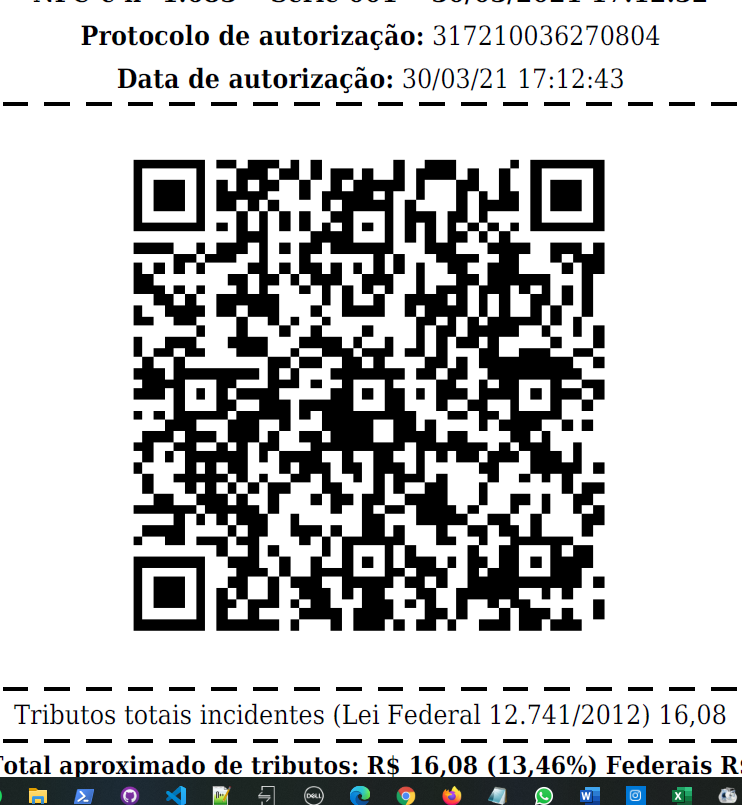 Protocolo de autorização: 317210036270804
Data de autorização: 30/03/21 17:12:43
Tributos totais incidentes (Lei Federal 12.741/2012) 16,08
Total aproximado de tributos: R$ 16,08 (13,46%) Federais R$
DELL